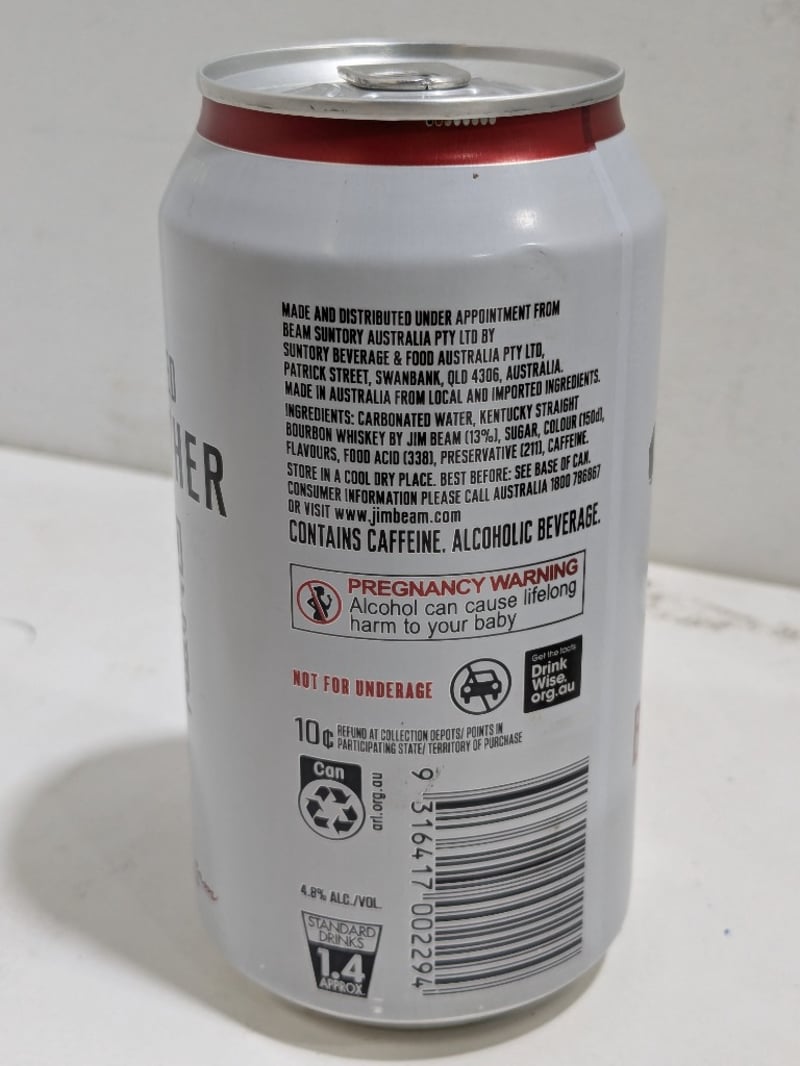 HER
MADE AND DISTRIBUTED UNDER APPOINTMENT FROM
BEAM SUNTORY AUSTRALIA PTY LTD BY
SUNTORY BEVERAGE & FOOD AUSTRALIA PTY LTD,
PATRICK STREET, SWANBANK, QLD 4306, AUSTRALIA.
MADE IN AUSTRALIA FROM LOCAL AND IMPORTED INGREDIENTS.
INGREDIENTS: CARBONATED WATER, KENTUCKY STRAIGHT
BOURBON WHISKEY BY JIM BEAM (13%), SUGAR, COLOUR (150d),
FLAVOURS, FOOD ACID (338), PRESERVATIVE (211), CAFFEINE.
STORE IN A COOL DRY PLACE. BEST BEFORE: SEE BASE OF CAN.
CONSUMER INFORMATION PLEASE CALL AUSTRALIA 1800 786867
OR VISIT www.jimbeam.com
CONTAINS CAFFEINE. ALCOHOLIC BEVERAGE.
PREGNANCY WARNING
Alcohol can cause lifelong
harm to your baby
NOT FOR UNDERAGE
Get the facts
Drink
Wise.
org.au
10¢ REFUND AT COLLECTION DEPOTS/ POINTS IN
PARTICIPATING STATE/ TERRITORY OF PURCHASE
Can
arl.org.au
9 316417 002294
4.8% ALC./VOL
STANDARD
DRINKS
1.4
APPROX.